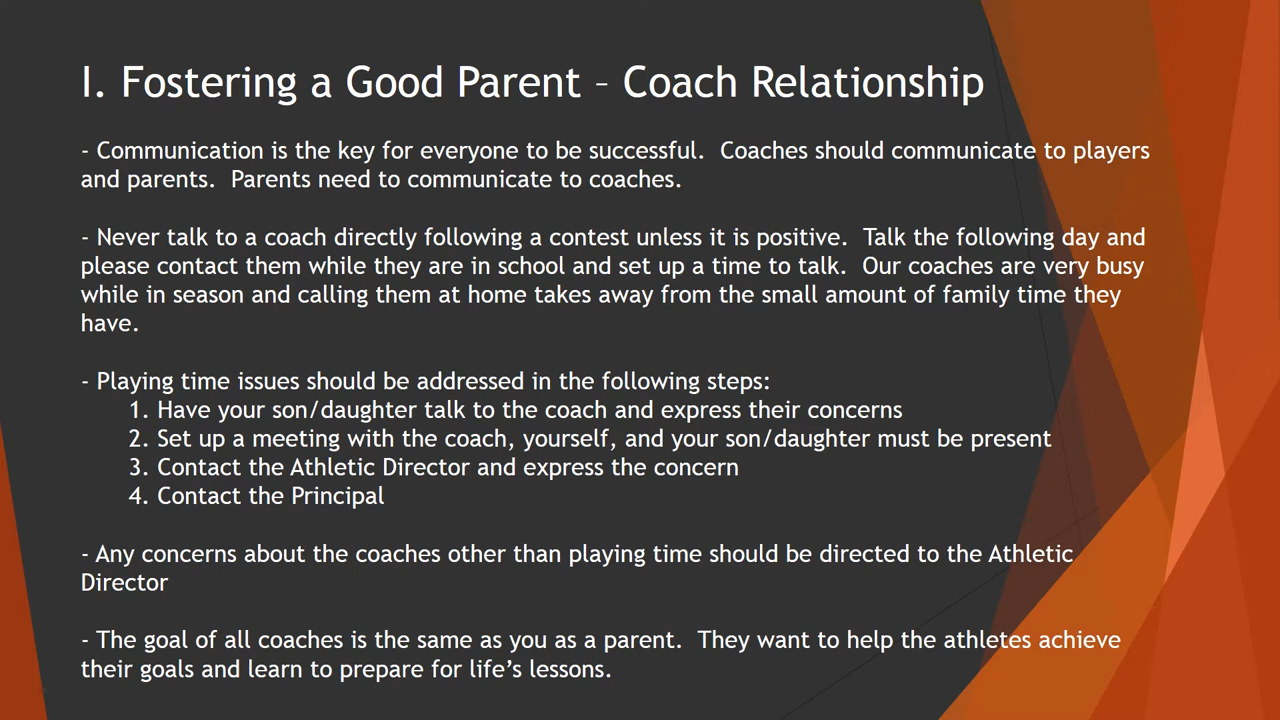 I. Fostering a Good Parent – Coach Relationship
- Communication is the key for everyone to be successful.  Coaches should communicate to players
and parents.  Parents need to communicate to coaches.
- Never talk to a coach directly following a contest unless it is positive.  Talk the following day and
please contact them while they are in school and set up a time to talk.  Our coaches are very busy
while in season and calling them at home takes away from the small amount of family time they
have.
- Playing time issues should be addressed in the following steps:
1. Have your son/daughter talk to the coach and express their concerns
2. Set up a meeting with the coach, yourself, and your son/daughter must be present
3. Contact the Athletic Director and express the concern
4. Contact the Principal
- Any concerns about the coaches other than playing time should be directed to the Athletic
Director
- The goal of all coaches is the same as you as a parent.  They want to help the athletes achieve
their goals and learn to prepare for life’s lessons.